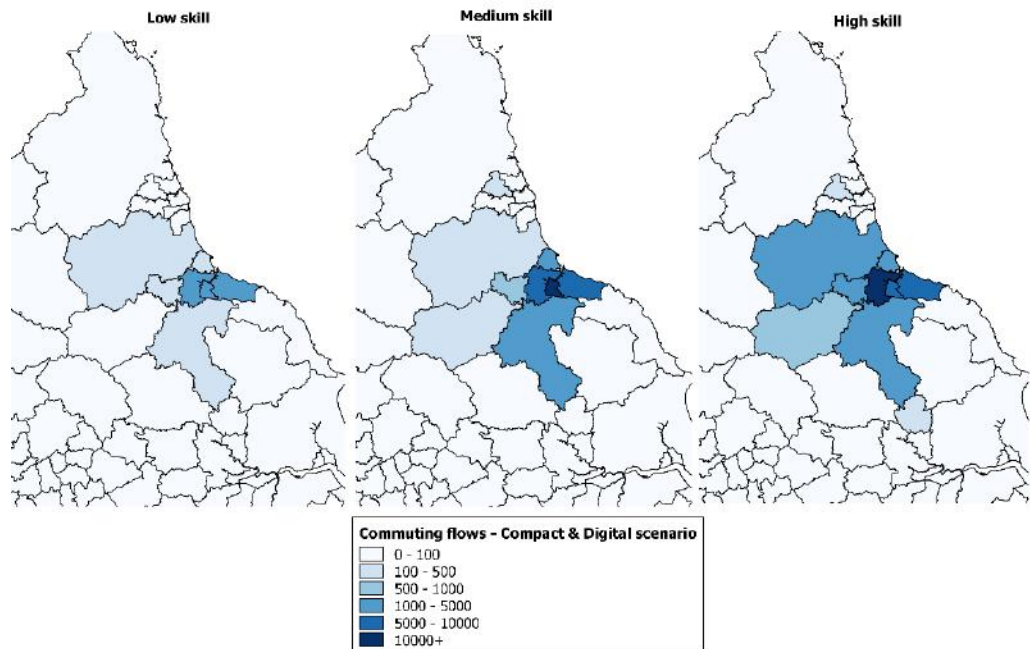 Low skill
Medium skill
High skill
Commuting flows - Compact & Digital scenario
0 - 100
100 - 500
500 - 1000
1000 - 5000
5000 - 10000
10000+